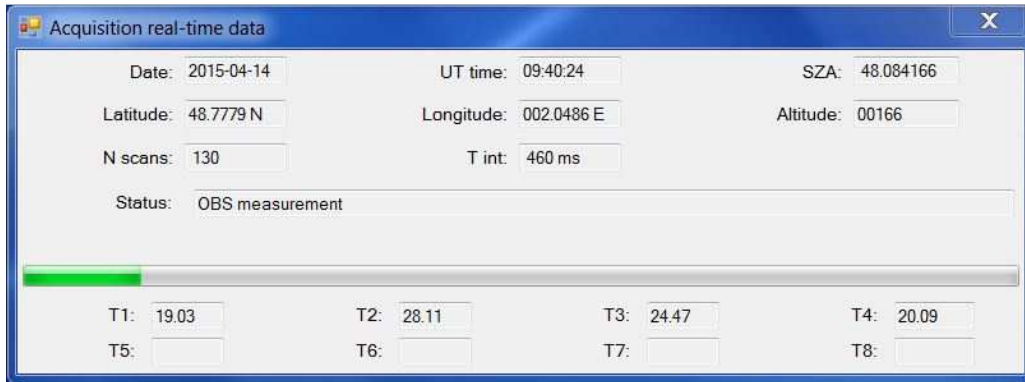 Acquisition real-time data X
Date: 2015-04-14 UT time: 09:40:24 SZA: 48.084166
Latitude: 48.7779 N Longitude: 002.0486 E Altitude: 00166
N scans: 130 T int: 460 ms
Status: OBS measurement
T1: 19.03 T2: 28.11 T3: 24.47 T4: 20.09
T5: T6: T7: T8: